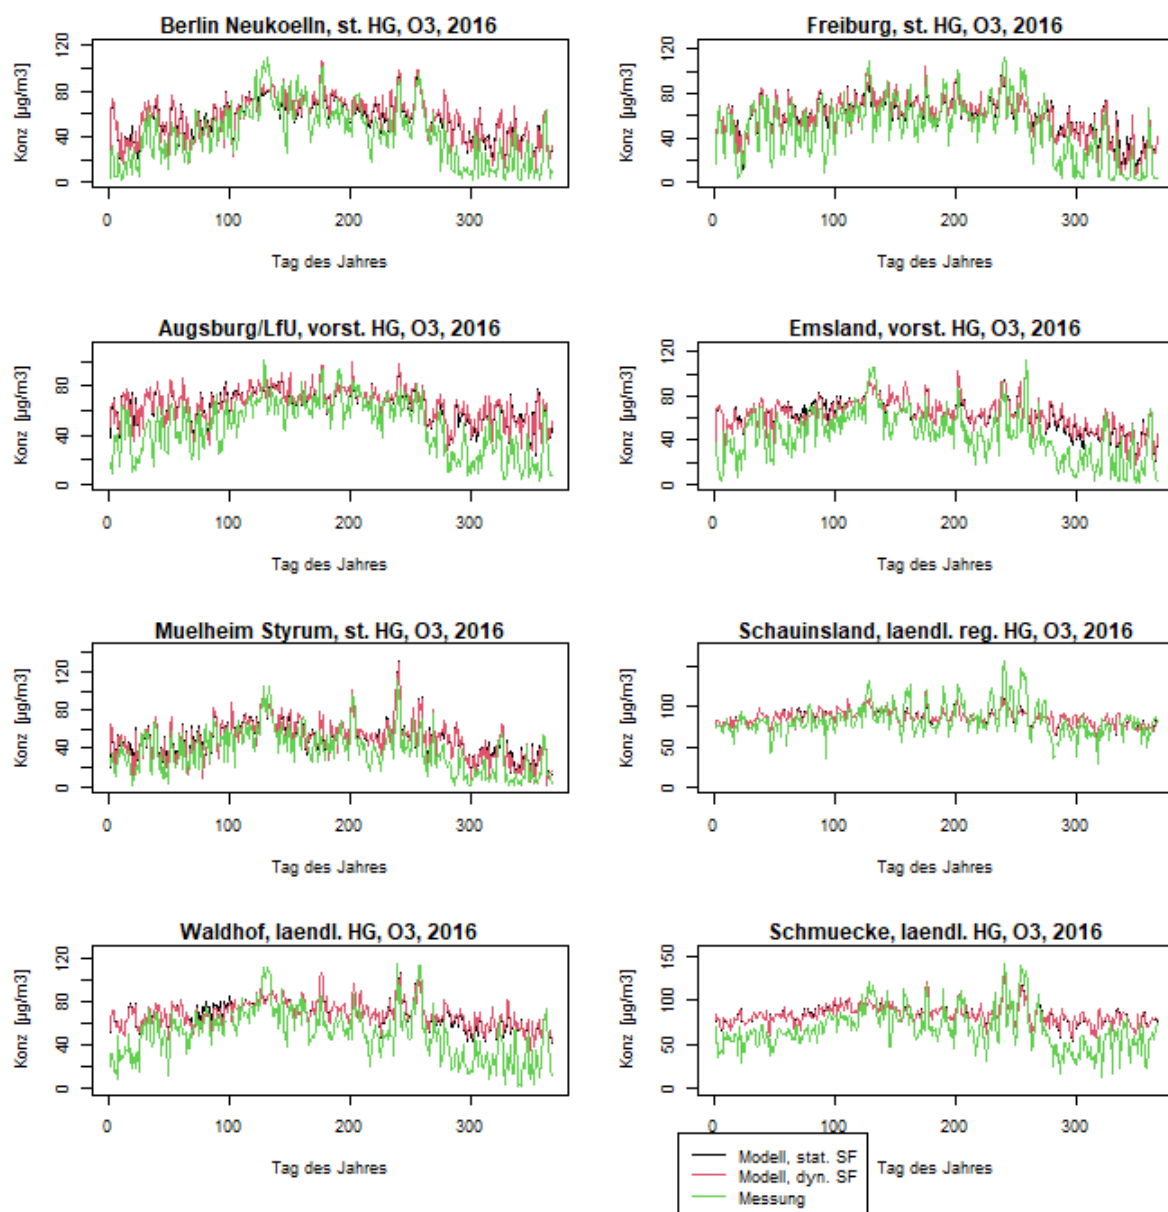 Berlin Neukoelln, st. HG, O3, 2016
Konz [µg/m3]
0 40 80 120
0 100 200 300
Tag des Jahres
Freiburg, st. HG, O3, 2016
Konz [µg/m3]
0 40 80 120
0 100 200 300
Tag des Jahres
Augsburg/LfU, vorst. HG, O3, 2016
Konz [µg/m3]
0 40 80
0 100 200 300
Tag des Jahres
Emsland, vorst. HG, O3, 2016
Konz [µg/m3]
0 40 80 120
0 100 200 300
Tag des Jahres
Muelheim Styrum, st. HG, O3, 2016
Konz [µg/m3]
0 40 80 120
0 100 200 300
Tag des Jahres
Schauinsland, laendl. reg. HG, O3, 2016
Konz [µg/m3]
0 50 100
0 100 200 300
Tag des Jahres
Waldhof, laendl. HG, O3, 2016
Konz [µg/m3]
0 40 80 120
0 100 200 300
Tag des Jahres
Schmuecke, laendl. HG, O3, 2016
Konz [µg/m3]
0 50 100 150
0 100 200 300
Tag des Jahres
Modell, stat. SF
Modell, dyn. SF
Messung